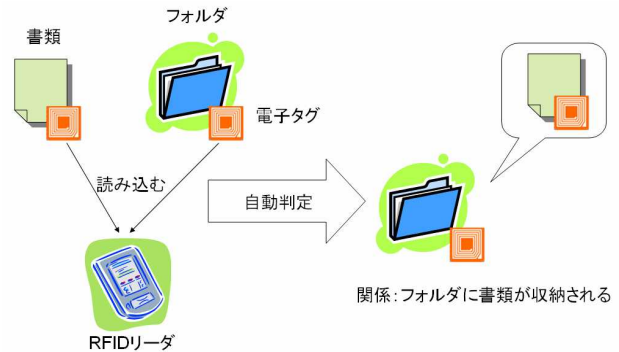 フォルダ
書類
電子タグ
読み込む
自動判定
関係：フォルダに書類が収納される
RFIDリーダ